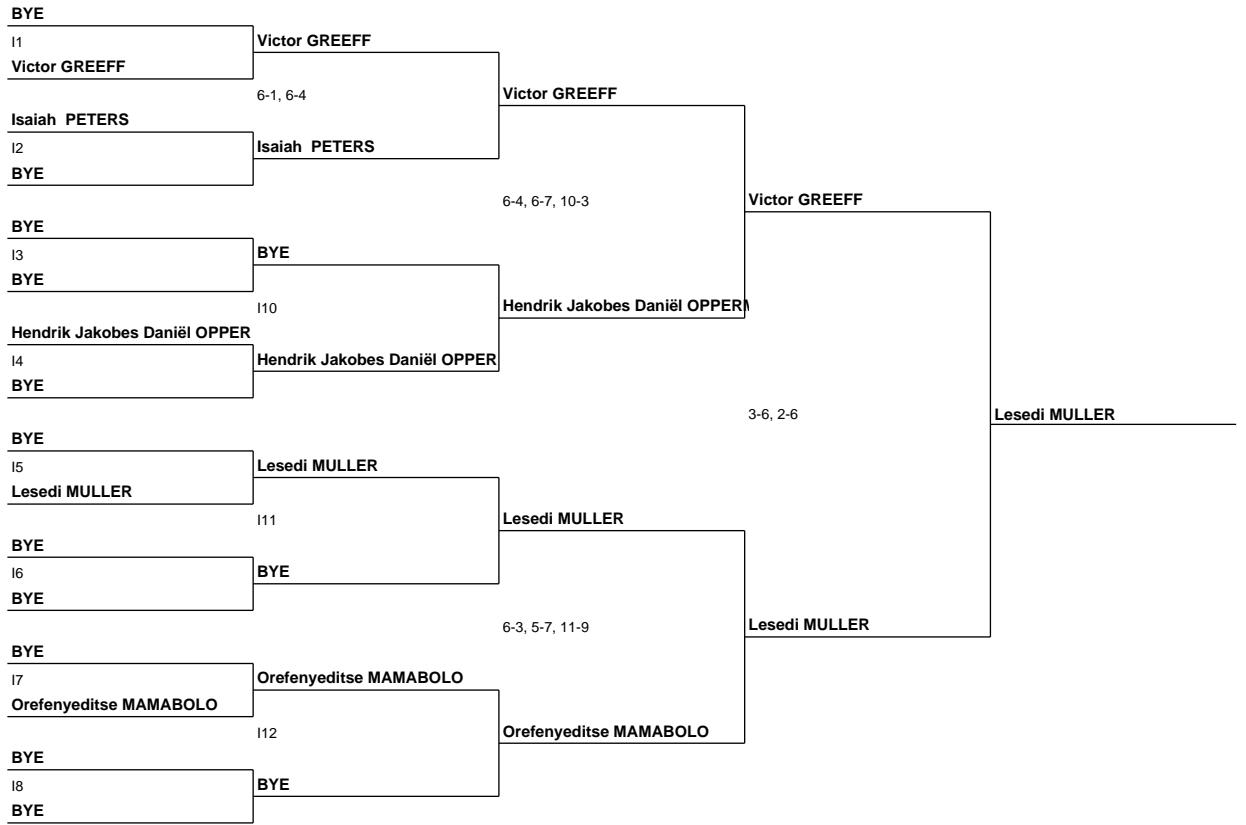 BYE
I1
Victor GREEFF
Isaiah  PETERS
I2
BYE
BYE
I3
BYE
Hendrik Jakobes Daniël OPPER
I4
BYE
BYE
I5
Lesedi MULLER
BYE
I6
BYE
BYE
I7
Orefenyeditse MAMABOLO
BYE
I8
BYE
Victor GREEFF
6-1, 6-4
Isaiah  PETERS
BYE
I10
Hendrik Jakobes Daniël OPPER
Lesedi MULLER
I11
BYE
Orefenyeditse MAMABOLO
I12
BYE
Victor GREEFF
6-4, 6-7, 10-3
Hendrik Jakobes Daniël OPPER
Lesedi MULLER
6-3, 5-7, 11-9
Orefenyeditse MAMABOLO
Victor GREEFF
3-6, 2-6
Lesedi MULLER
Lesedi MULLER